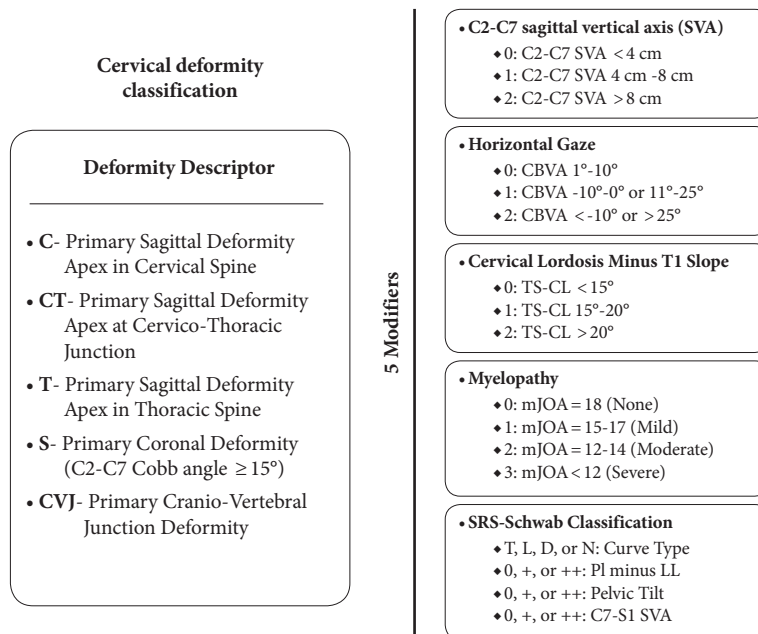 Cervical deformity
classification
Deformity Descriptor
• C- Primary Sagittal Deformity
Apex in Cervical Spine
• CT- Primary Sagittal Deformity
Apex at Cervico-Thoracic
Junction
• T- Primary Sagittal Deformity
Apex in Thoracic Spine
• S- Primary Coronal Deformity
(C2-C7 Cobb angle ≥ 15°)
• CVJ- Primary Cranio-Vertebral
Junction Deformity
5 Modifiers
• C2-C7 sagittal vertical axis (SVA)
◆ 0: C2-C7 SVA < 4 cm
◆ 1: C2-C7 SVA 4 cm -8 cm
◆ 2: C2-C7 SVA > 8 cm
• Horizontal Gaze
◆ 0: CBVA 1°-10°
◆ 1: CBVA -10°-0° or 11°-25°
◆ 2: CBVA < -10° or > 25°
• Cervical Lordosis Minus T1 Slope
◆ 0: TS-CL < 15°
◆ 1: TS-CL 15°-20°
◆ 2: TS-CL > 20°
• Myelopathy
◆ 0: mJOA = 18 (None)
◆ 1: mJOA = 15-17 (Mild)
◆ 2: mJOA = 12-14 (Moderate)
◆ 3: mJOA < 12 (Severe)
• SRS-Schwab Classification
◆ T, L, D, or N: Curve Type
◆ 0, +, or ++: Pl minus LL
◆ 0, +, or ++: Pelvic Tilt
◆ 0, +, or ++: C7-S1 SVA